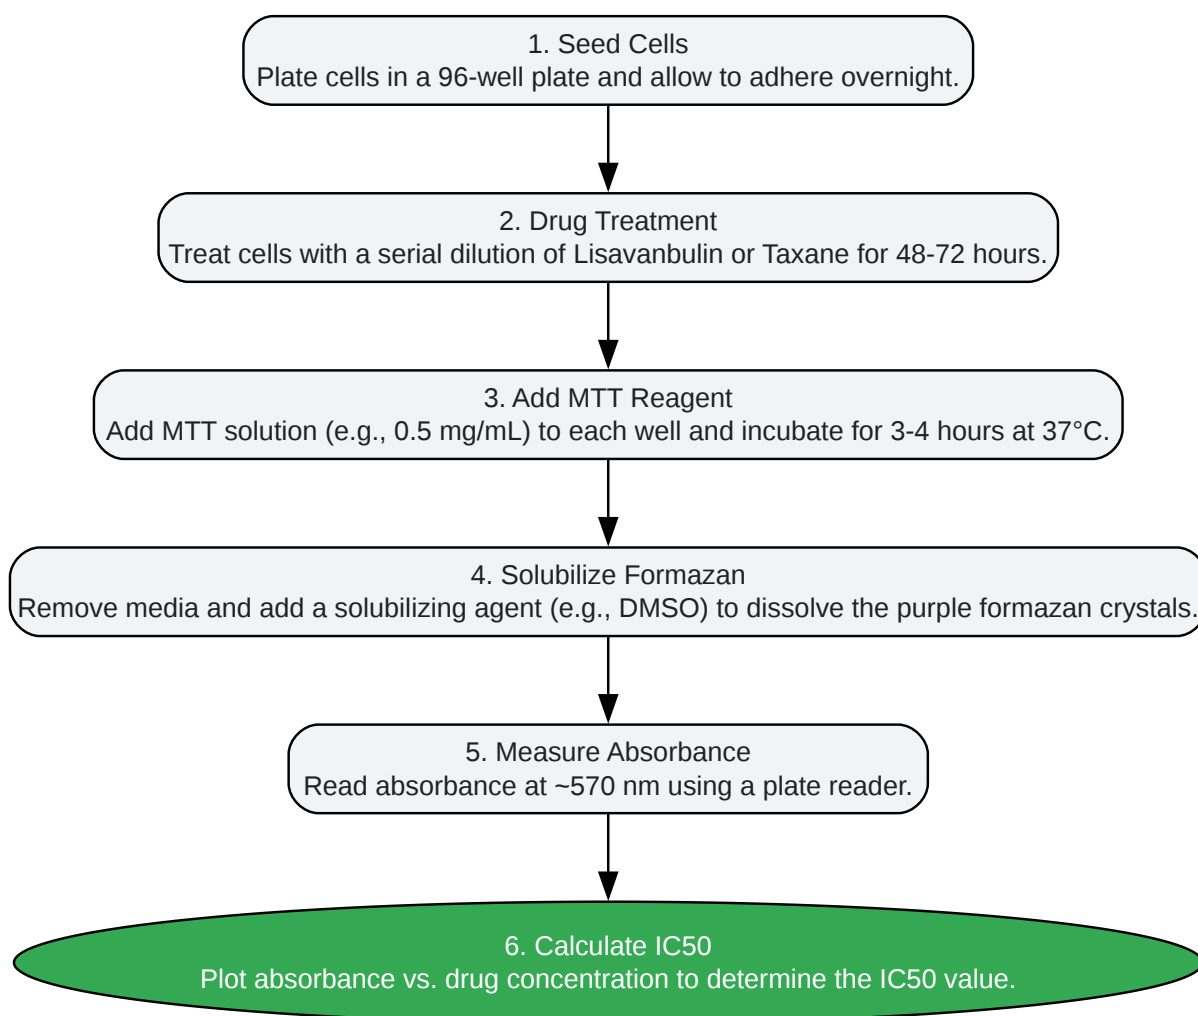 1. Seed Cells
Plate cells in a 96-well plate and allow to adhere overnight.
2. Drug Treatment
Treat cells with a serial dilution of Lisavanbulin or Taxane for 48-72 hours.
3. Add MTT Reagent
Add MTT solution (e.g., 0.5 mg/mL) to each well and incubate for 3-4 hours at 37°C.
4. Solubilize Formazan
Remove media and add a solubilizing agent (e.g., DMSO) to dissolve the purple formazan crystals.
5. Measure Absorbance
Read absorbance at ~570 nm using a plate reader.
6. Calculate IC50
Plot absorbance vs. drug concentration to determine the IC50 value.